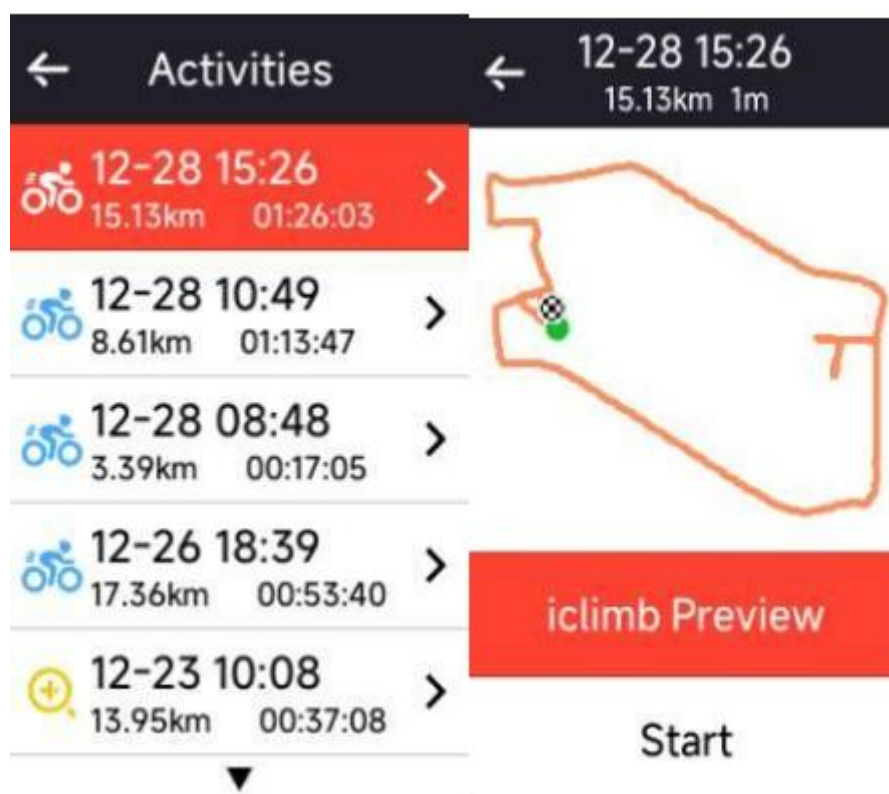 Activities
12-28 15:26
15.13km 01:26:03
12-28 10:49
8.61km 01:13:47
12-28 08:48
3.39km 00:17:05
12-26 18:39
17.36km 00:53:40
12-23 10:08
13.95km 00:37:08
12-28 15:26
15.13km 1m
iclimb Preview
Start